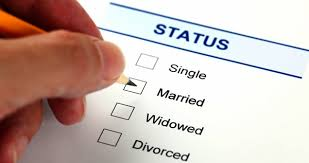 STATUS
Single
Married
Widowed
Divorced